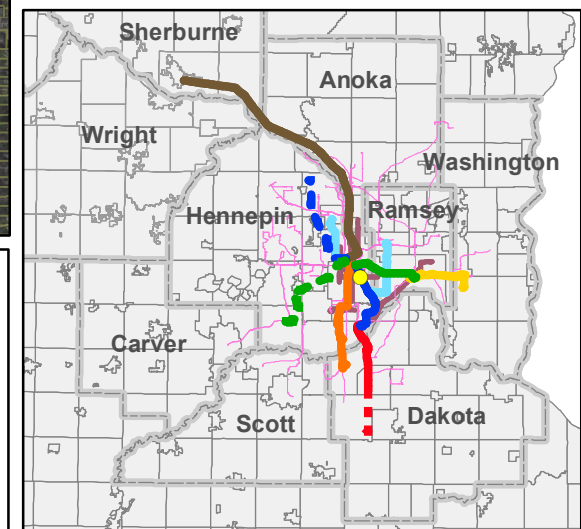 Sherburne
Anoka
Wright
Washington
Hennepin
Ramsey
Carver
Scott
Dakota